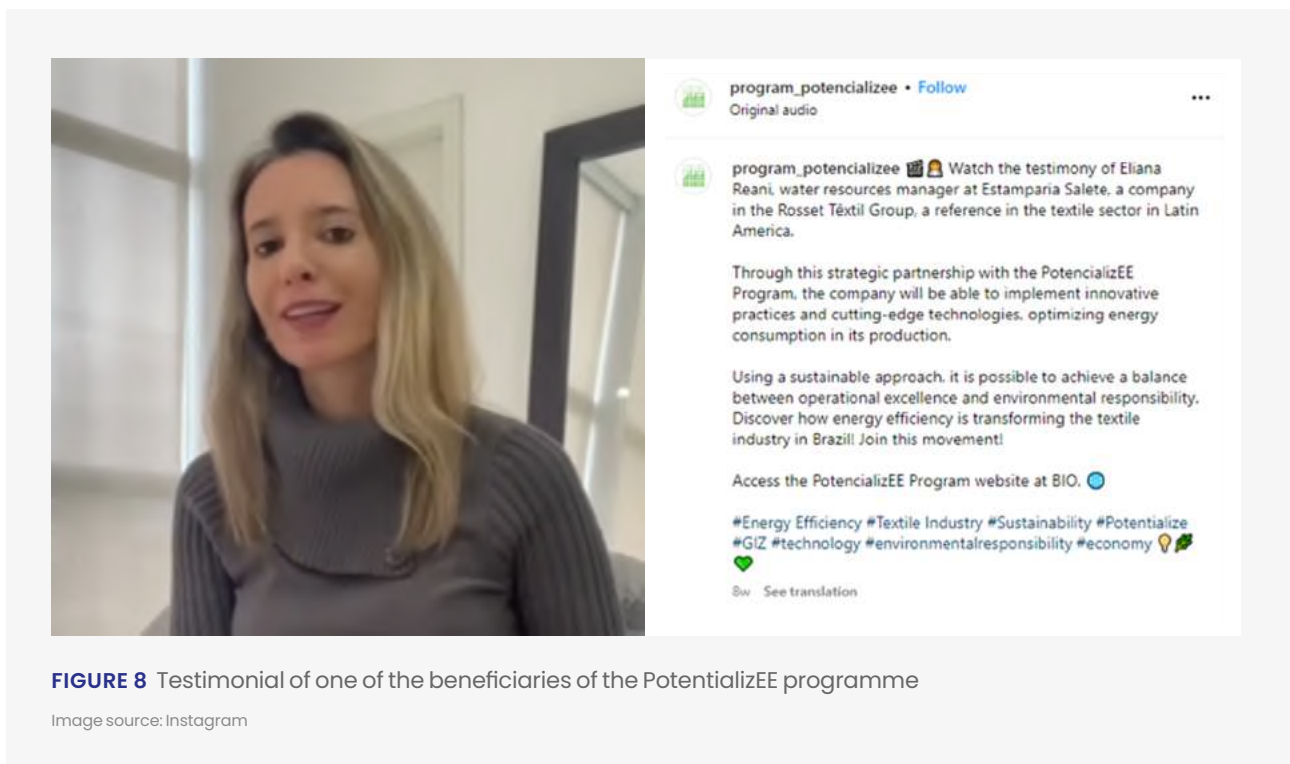 program_potencializee • Follow
Original audio
program_potencializee 🎬👩 Watch the testimony of Eliana
Reani, water resources manager at Estamparia Salete, a company
in the Rosset Têxtil Group, a reference in the textile sector in Latin
America.
Through this strategic partnership with the PotencializEE
Program, the company will be able to implement innovative
practices and cutting-edge technologies, optimizing energy
consumption in its production.
Using a sustainable approach, it is possible to achieve a balance
between operational excellence and environmental responsibility.
Discover how energy efficiency is transforming the textile
industry in Brazil! Join this movement!
Access the PotencializEE Program website at BIO. 🌐
#Energy Efficiency #Textile Industry #Sustainability #Potentialize
#GIZ #technology #environmentalresponsibility #economy 💡🌿
💚
8w See translation
FIGURE 8 Testimonial of one of the beneficiaries of the PotentializEE programme
Image source: Instagram